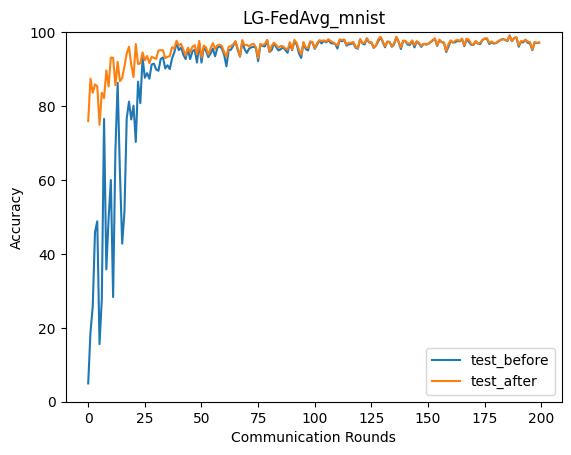 LG-FedAvg_mnist
100
80
60
40
20
0
Accuracy
0 25 50 75 100 125 150 175 200
Communication Rounds
test_before
test_after